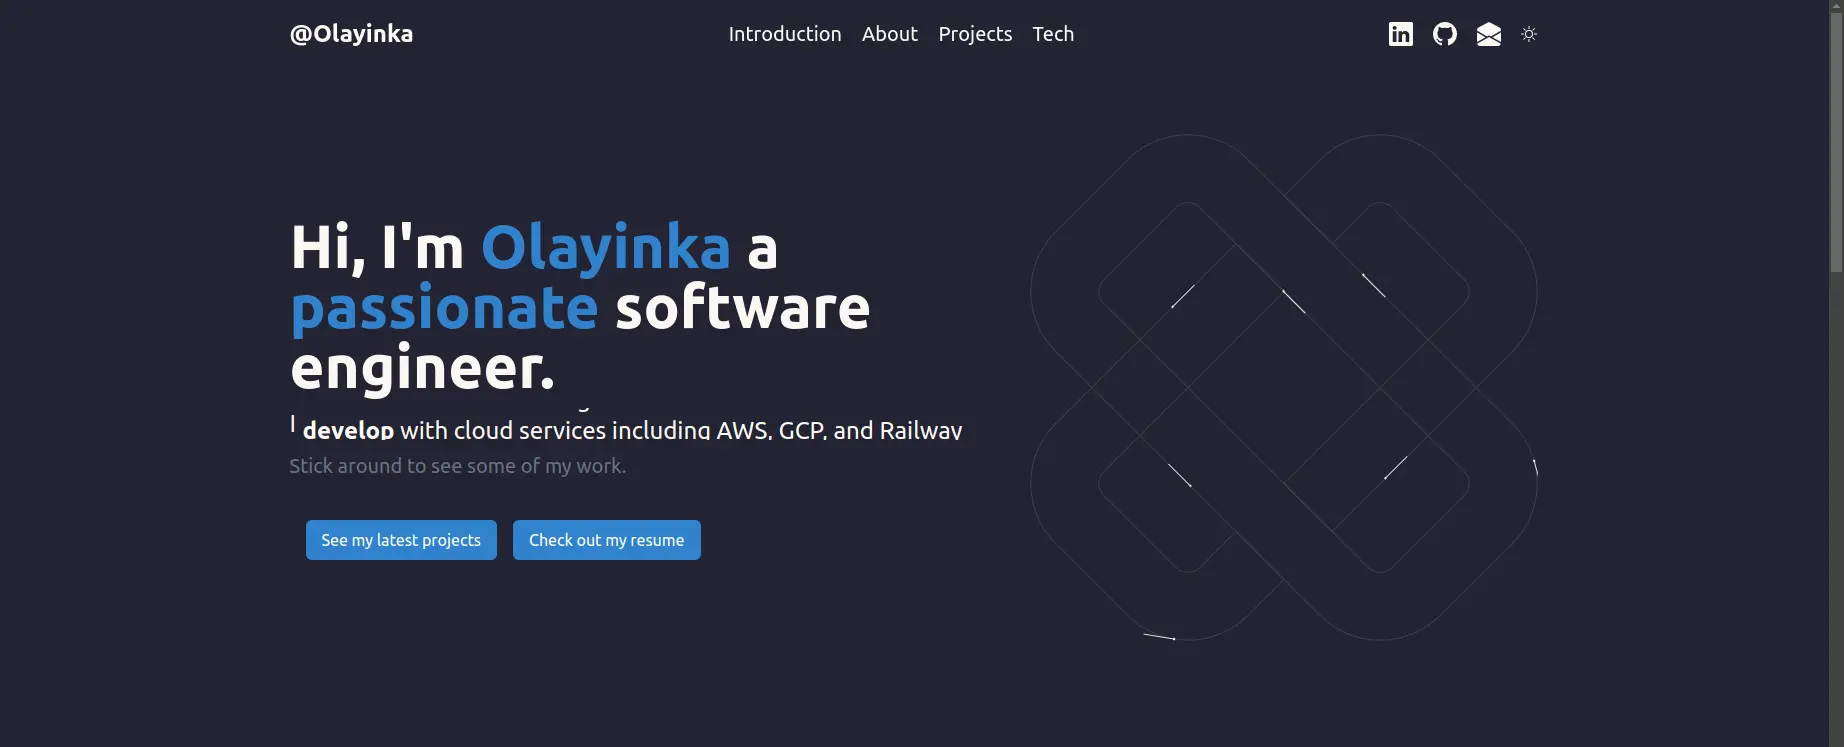 @Olayinka
Introduction About Projects Tech
Hi, I'm Olayinka a
passionate software
engineer.
I develop with cloud services including AWS, GCP, and Railway
Stick around to see some of my work.
See my latest projects Check out my resume